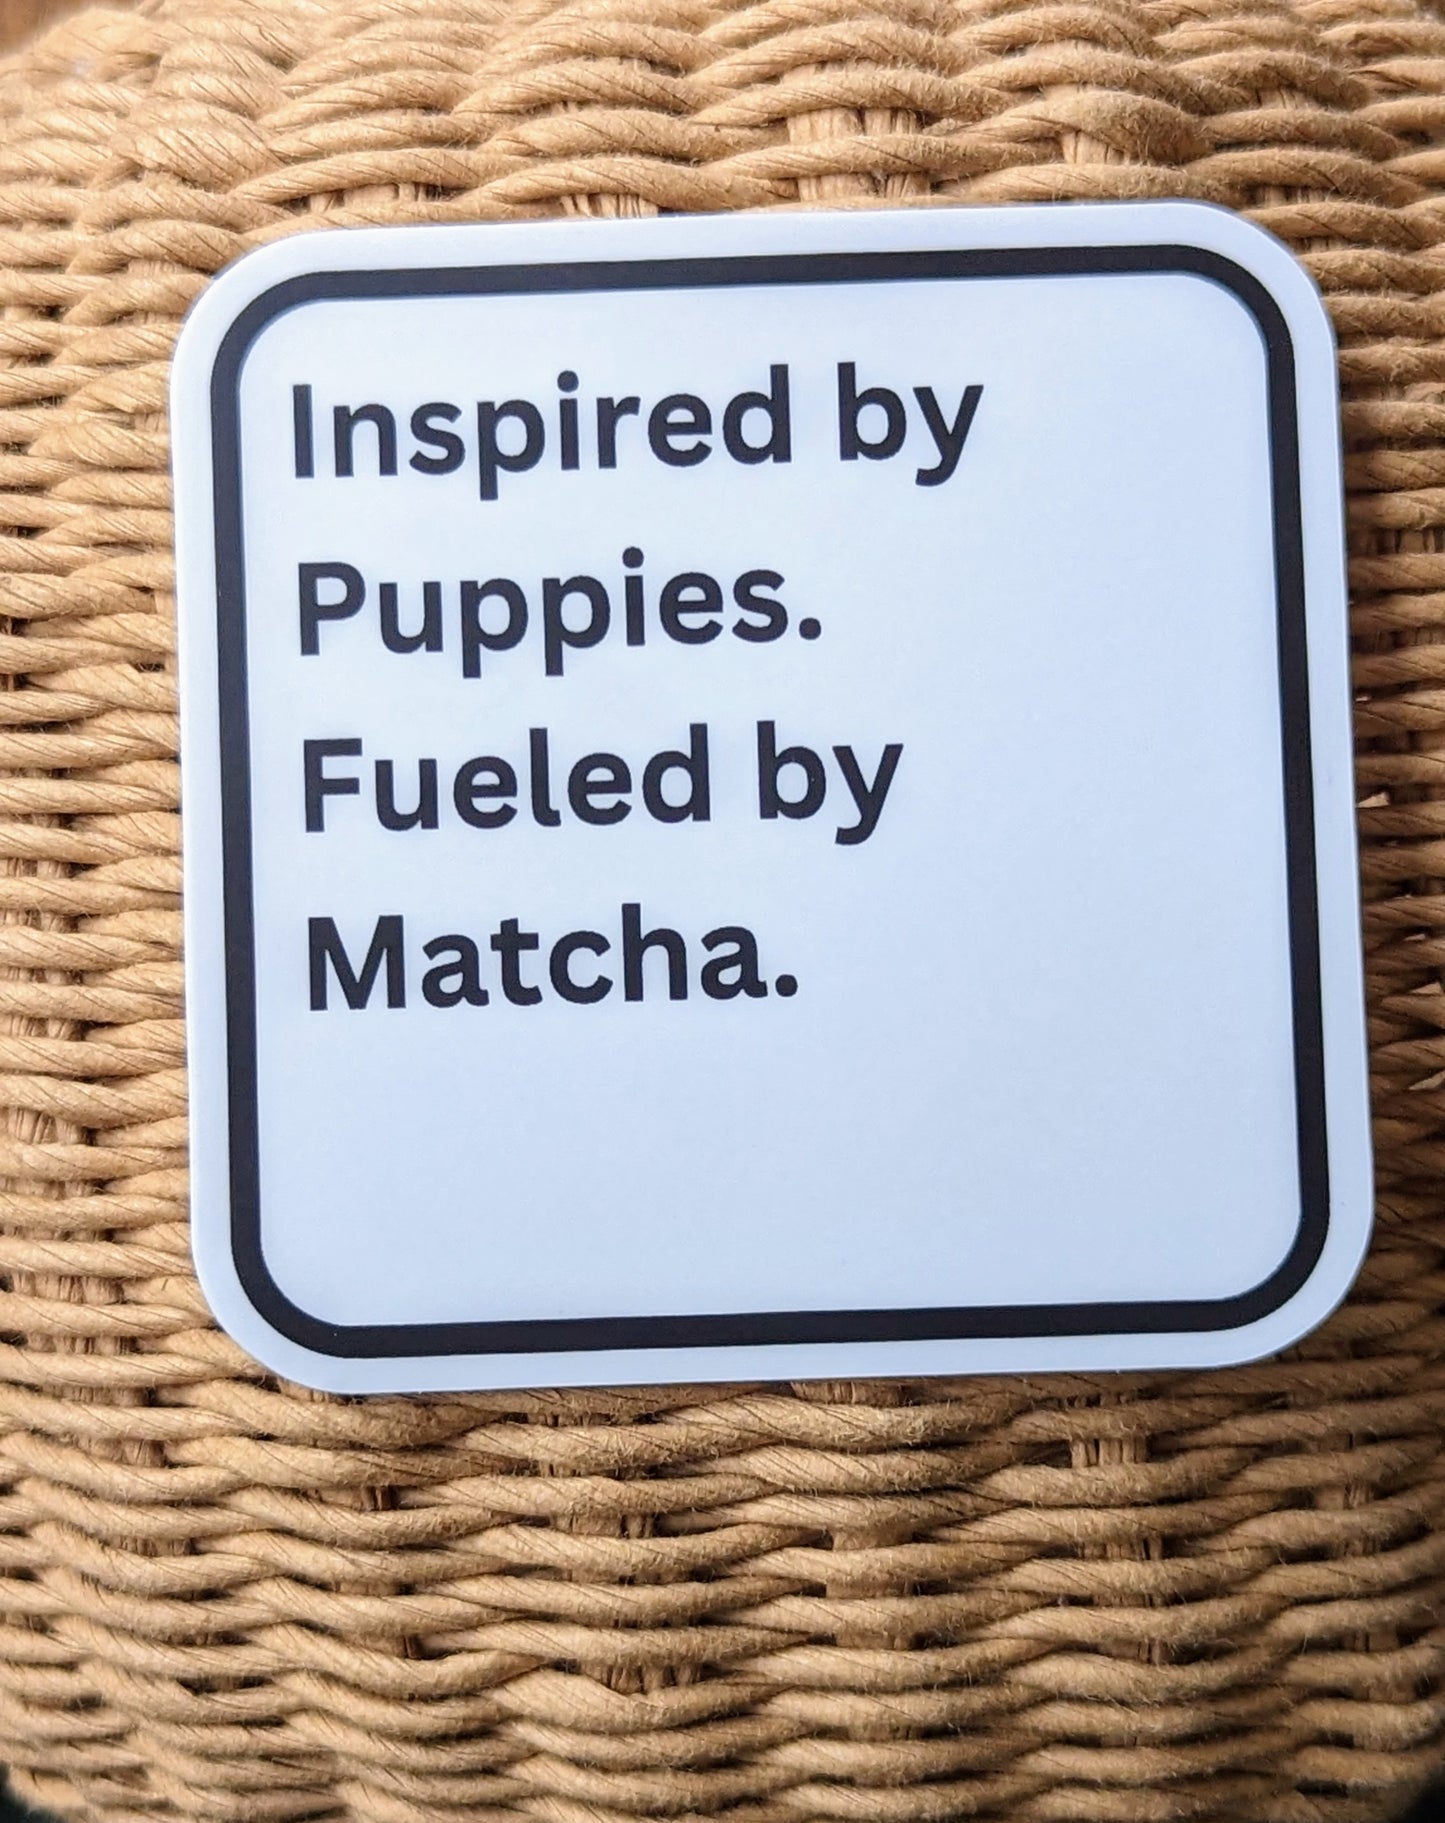 Inspired by
Puppies.
Fueled by
Matcha.